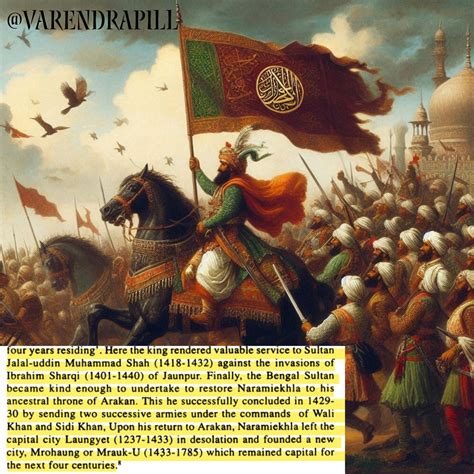 @VARENDRAPILL
four years residing'. Here the king rendered valuable service to Sultan
Jalal-uddin Muhammad Shah (1418-1432) against the invasions of
Ibrahim Sharqi (1401-1440) of Jaunpur. Finally, the Bengal Sultan
became kind enough to undertake to restore Naramiekhla to his
ancestral throne of Arakan. This he successfully concluded in 1429-
30 by sending two successive armies under the commands of Wali
Khan and Sidi Khan, Upon his return to Arakan, Naramiekhla left the
capital city Laungyet (1237-1433) in desolation and founded a new
city, Mrohaung or Mrauk-U (1433-1785) which remained capital for
the next four centuries.⁸